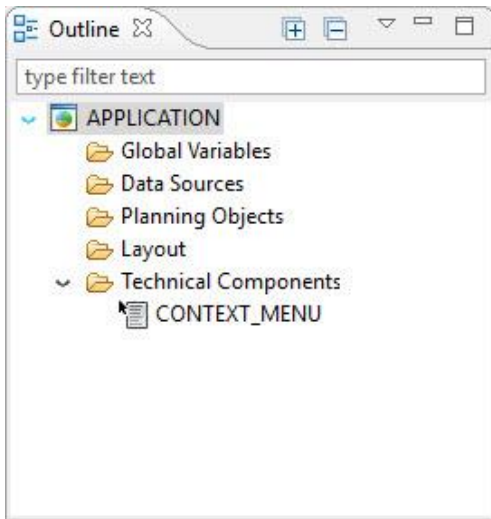 Outline
type filter text
APPLICATION
Global Variables
Data Sources
Planning Objects
Layout
Technical Components
CONTEXT_MENU